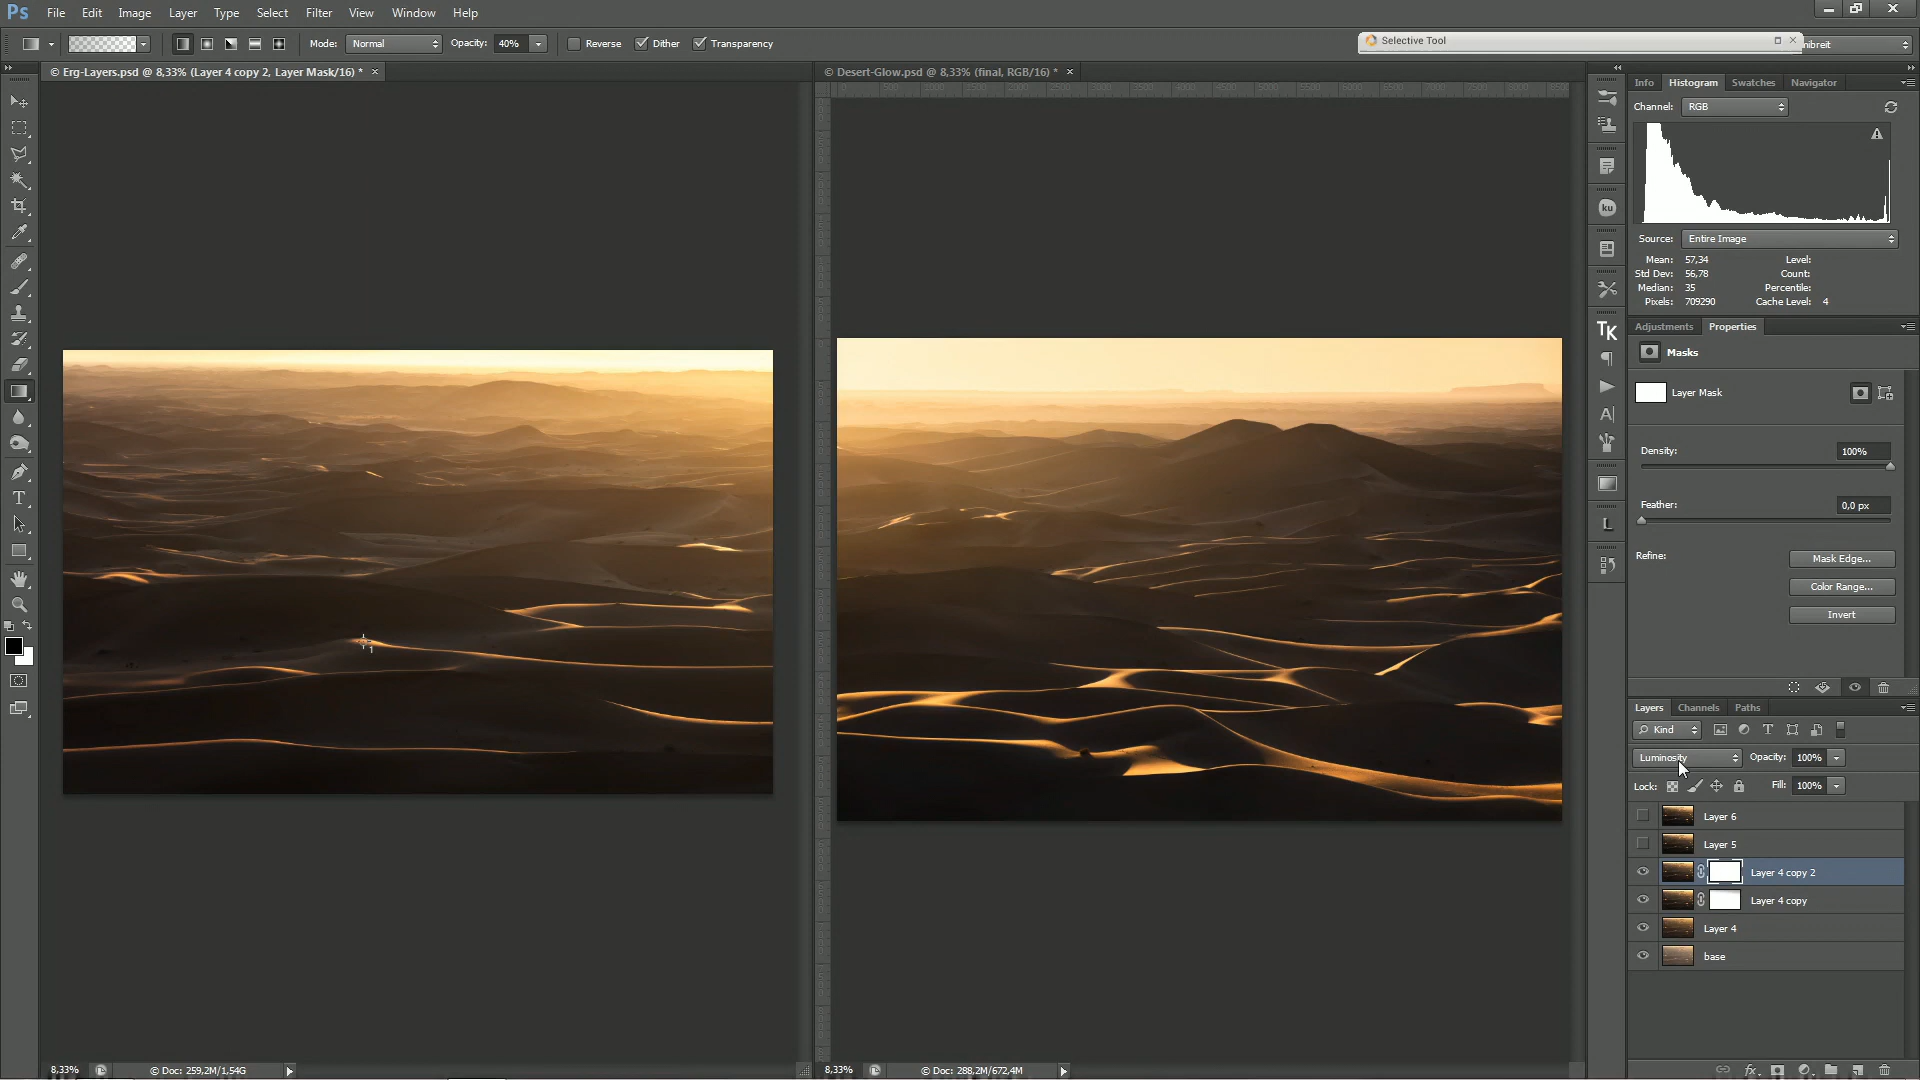 Ps File Edit Image Layer Type Select Filter View Window Help
Mode: Normal Opacity: 40% Reverse Dither Transparency
Selective Tool
nibreit
© Erg-Layers.psd @ 8,33% (Layer 4 copy 2, Layer Mask/16) * ×
© Desert-Glow.psd @ 8,33% (final, RGB/16) * ×
Info Histogram Swatches Navigator
Channel: RGB
Source: Entire Image
Mean: 57,34 Level:
Std Dev: 56,78 Count:
Median: 35 Percentile:
Pixels: 709290 Cache Level: 4
Adjustments Properties
Masks
Layer Mask
Density: 100%
Feather: 0,0 px
Refine: Mask Edge...
Color Range...
Invert
ku
TK
A|
L
T
1
Layers Channels Paths
Kind
Luminosity Opacity: 100%
Lock: Fill: 100%
Layer 6
Layer 5
Layer 4 copy 2
Layer 4 copy
Layer 4
base
fx
8,33% © Doc: 259,2M/1,54G
8,33% © Doc: 288,2M/672,4M